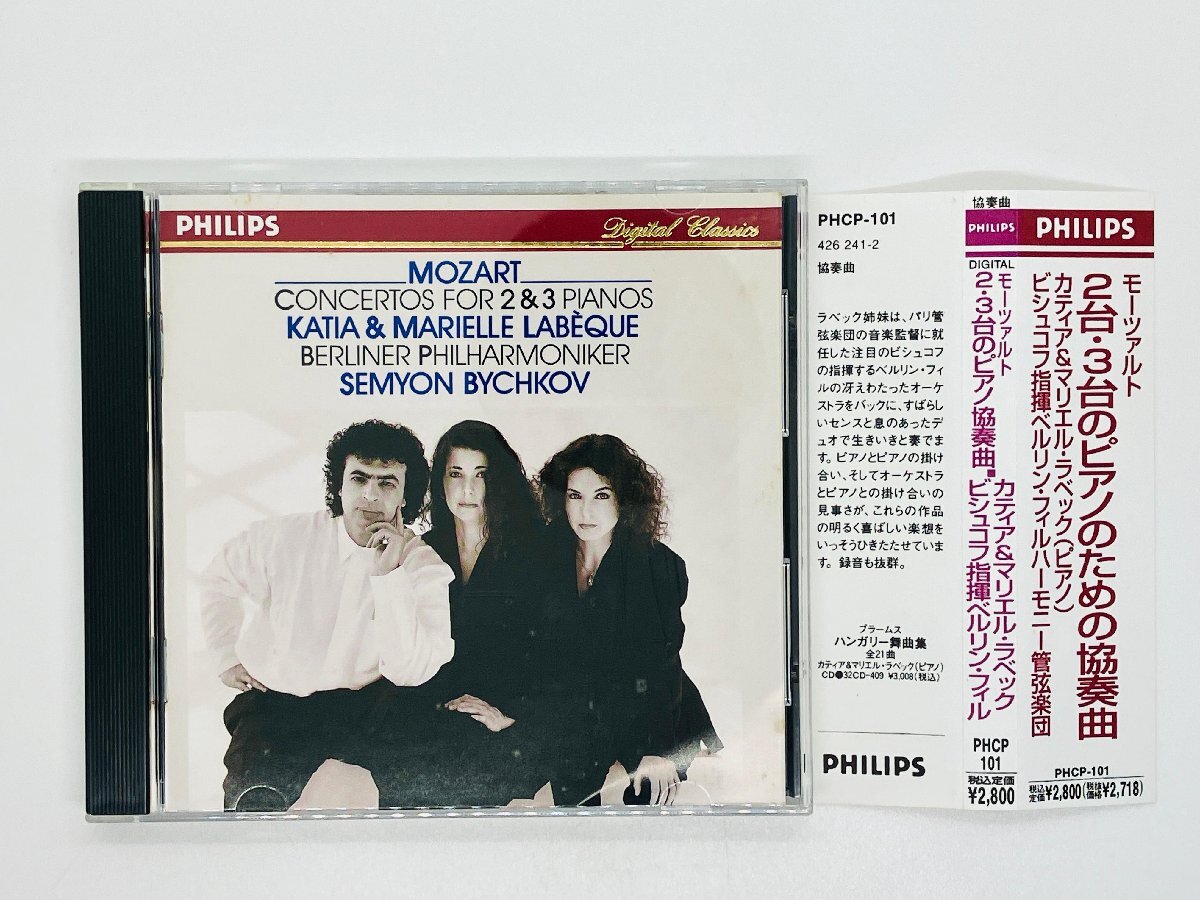 PHILIPS
Digital Classics
MOZART
CONCERTOS FOR 2 & 3 PIANOS
KATIA & MARIELLE LABÈQUE
BERLINER PHILHARMONIKER
SEMYON BYCHKOV
PHCP-101
426 241-2
協奏曲
ラベック姉妹は、パリ管
弦楽団の音楽監督に就
任した注目のビシュコフ
の指揮するベルリン・フィ
ルの冴えわたったオーケ
ストラをバックに、すばらし
いセンスと息のあったデ
ュオで生きいきと奏でま
す。ピアノとピアノの掛け
合い、そしてオーケストラ
とピアノとの掛け合いの
見事さが、これらの作品
の明るく喜ばしい楽想を
いっそうひきたたせていま
す。録音も抜群。
ブラームス
ハンガリー舞曲集
全21曲
カティア&マリエル・ラベック(ピアノ)
CD●32CD-409 ¥3,008(税込)
PHILIPS
協奏曲
PHILIPS
DIGITAL
モーツァルト
2・3台のピアノ協奏曲■カティア&マリエル・ラベック
ビシュコフ指揮ベルリン・フィル
PHCP
101
税込定価
¥2,800
PHILIPS
モーツァルト
2台・3台のピアノのための協奏曲
カティア&マリエル・ラベック(ピアノ)
ビシュコフ指揮ベルリン・フィルハーモニー管弦楽団
PHCP-101
税込定価¥2,800(税抜価格¥2,718)